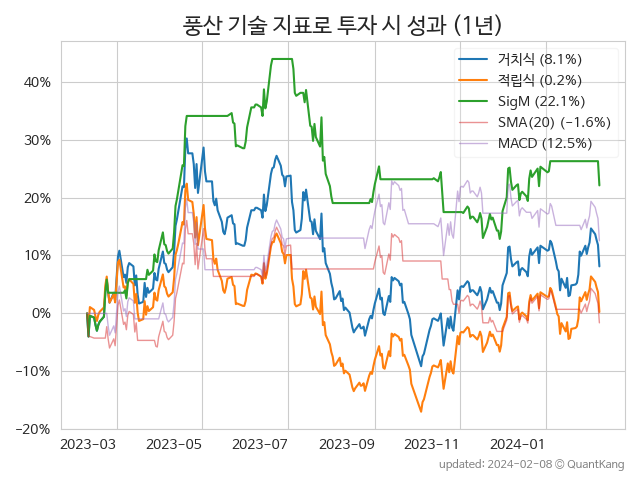 풍산 기술 지표로 투자 시 성과 (1년)
거치식 (8.1%)
적립식 (0.2%)
SigM (22.1%)
SMA(20) (−1.6%)
MACD (12.5%)
40%
30%
20%
10%
0%
−10%
−20%
2023-03 2023-05 2023-07 2023-09 2023-11 2024-01
updated: 2024-02-08 ⓒ QuantKang